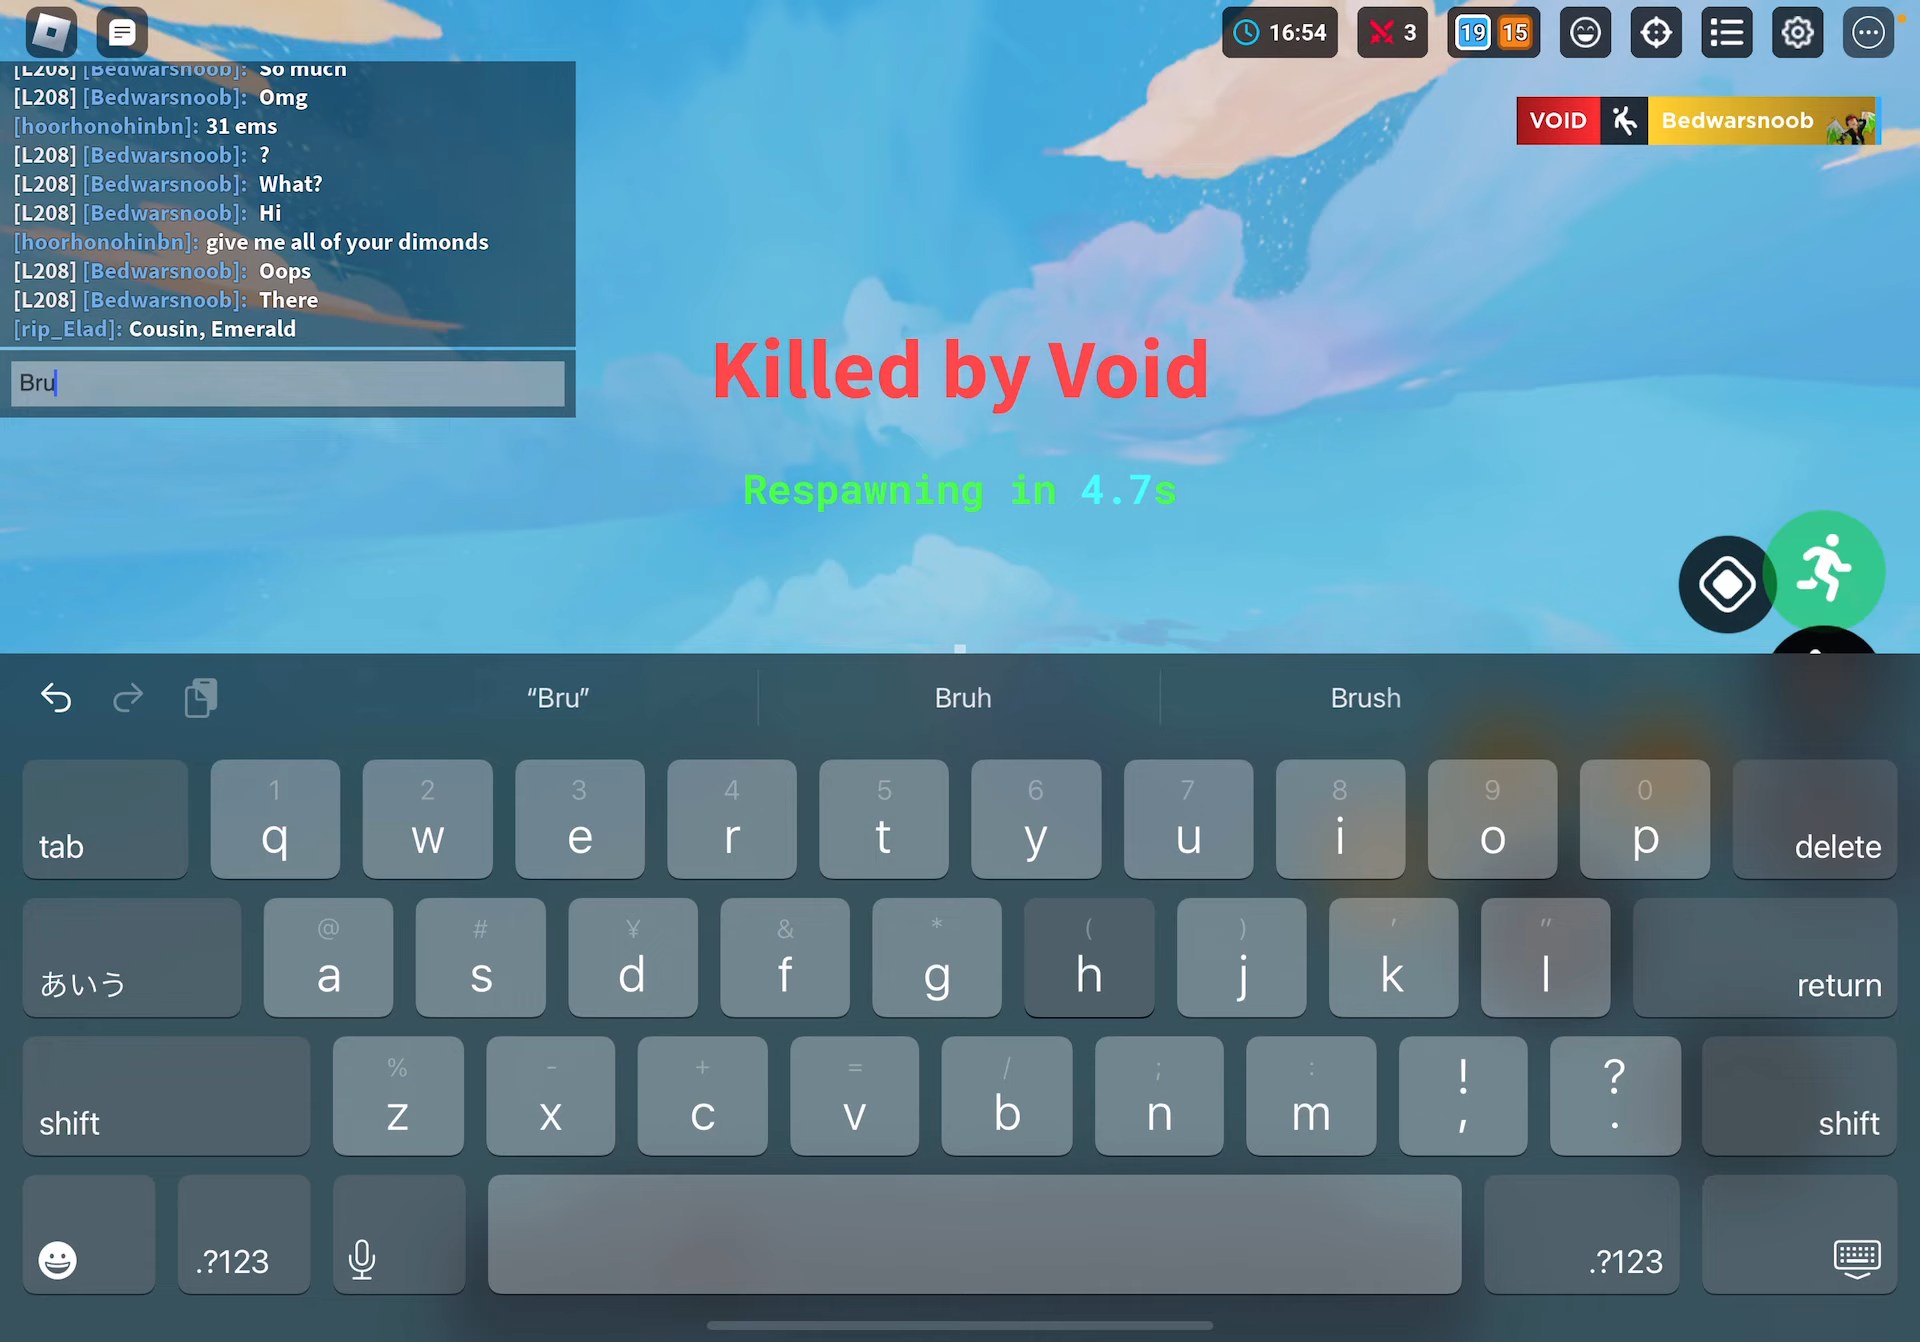 16:54
3
19 15
[L208] [Bedwarsnoob]: So much
[L208] [Bedwarsnoob]: Omg
[hoorhonohinbn]: 31 ems
[L208] [Bedwarsnoob]: ?
[L208] [Bedwarsnoob]: What?
[L208] [Bedwarsnoob]: Hi
[hoorhonohinbn]: give me all of your dimonds
[L208] [Bedwarsnoob]: Oops
[L208] [Bedwarsnoob]: There
[rip_Elad]: Cousin, Emerald
Bru
VOID Bedwarsnoob
Killed by Void
Respawning in 4.7s
“Bru” Bruh Brush
1 2 3 4 5 6 7 8 9 0
tab q w e r t y u i o p delete
@ # ¥ & * ( ) ' "
あいう a s d f g h j k l return
% - + = / ; : ! ?
shift z x c v b n m , . shift
.?123 .?123